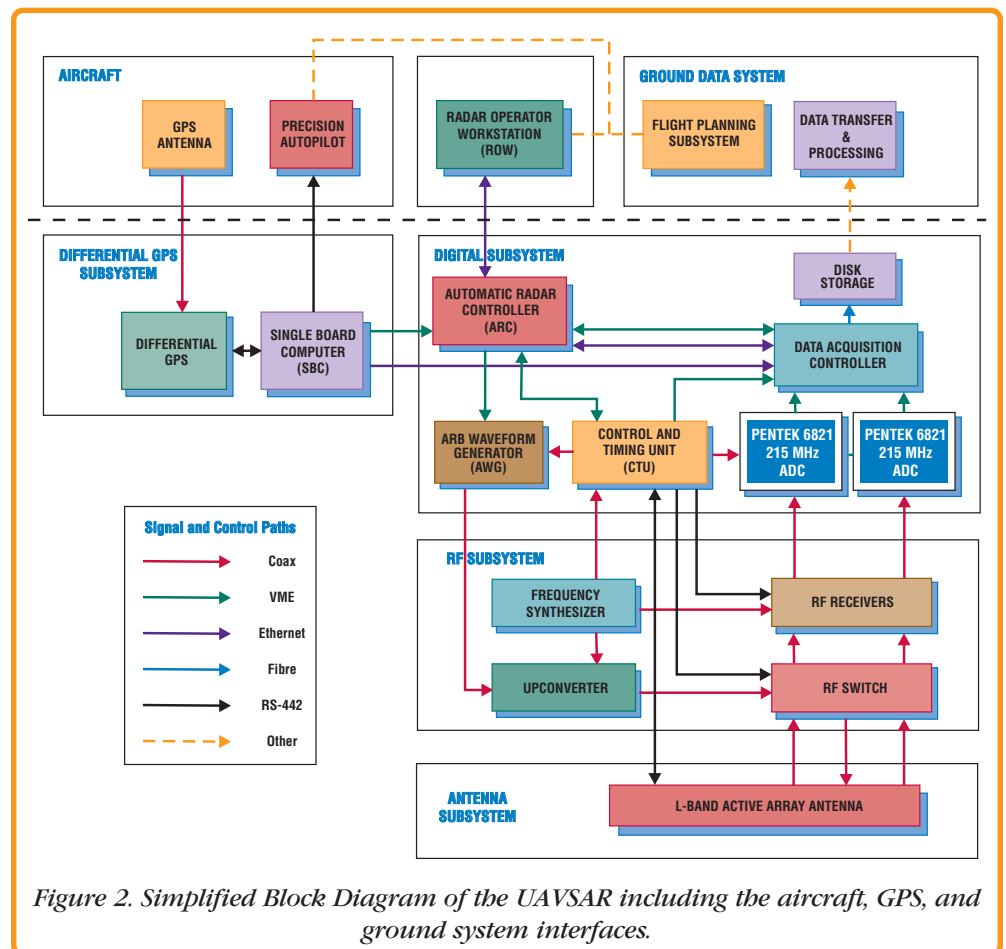 AIRCRAFT
GPS
ANTENNA
PRECISION
AUTOPILOT
RADAR OPERATOR
WORKSTATION
(ROW)
GROUND DATA SYSTEM
FLIGHT PLANNING
SUBSYSTEM
DATA TRANSFER
&
PROCESSING
DIFFERENTIAL GPS
SUBSYSTEM
DIFFERENTIAL
GPS
SINGLE BOARD
COMPUTER
(SBC)
DIGITAL SUBSYSTEM
AUTOMATIC RADAR
CONTROLLER
(ARC)
DISK
STORAGE
DATA ACQUISITION
CONTROLLER
ARB WAVEFORM
GENERATOR
(AWG)
CONTROL AND
TIMING UNIT
(CTU)
PENTEK 6821
215 MHz
ADC
PENTEK 6821
215 MHz
ADC
Signal and Control Paths
Coax
VME
Ethernet
Fibre
RS-442
Other
RF SUBSYSTEM
FREQUENCY
SYNTHESIZER
RF RECEIVERS
UPCONVERTER
RF SWITCH
ANTENNA
SUBSYSTEM
L-BAND ACTIVE ARRAY ANTENNA
Figure 2. Simplified Block Diagram of the UAVSAR including the aircraft, GPS, and
ground system interfaces.